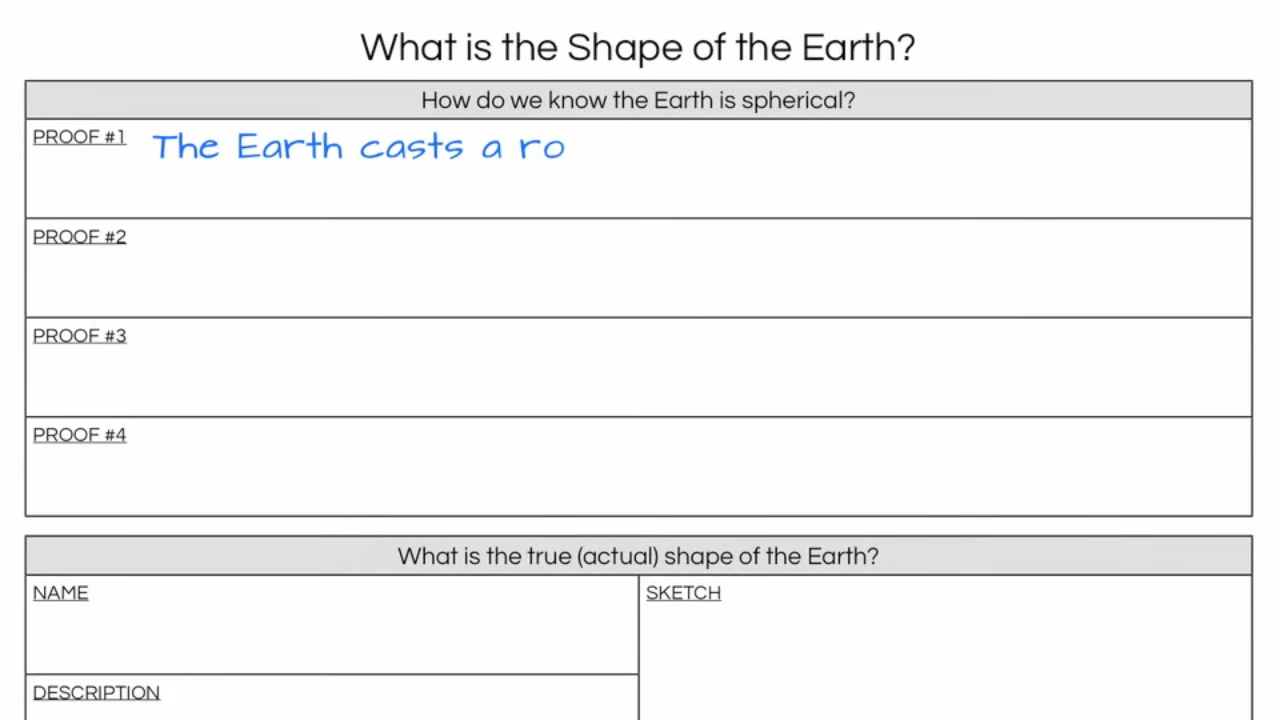 What is the Shape of the Earth?
How do we know the Earth is spherical?
PROOF #1 The Earth casts a ro
PROOF #2
PROOF #3
PROOF #4
What is the true (actual) shape of the Earth?
NAME
SKETCH
DESCRIPTION